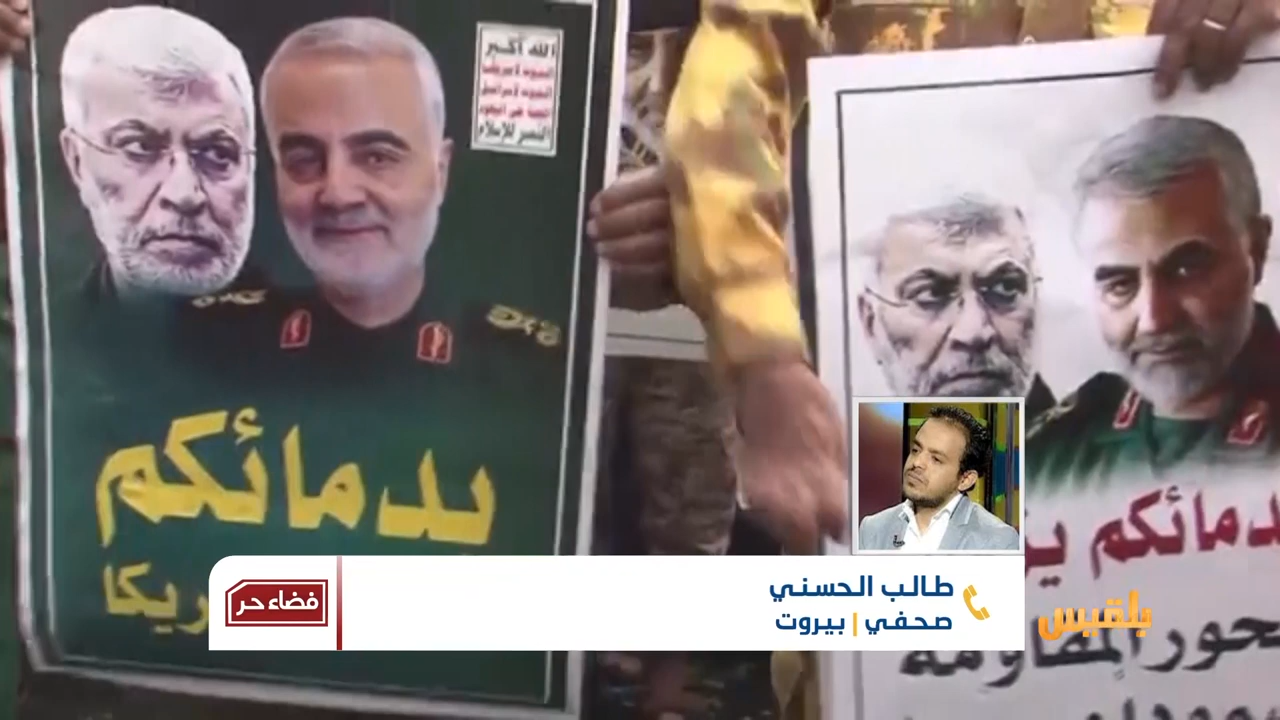 الله أكبر
الموت لأمريكا
الموت لإسرائيل
اللعنة على اليهود
النصر للإسلام
بدمائكم
ريكا
دمائكم
حور المقاومة
طالب الحسني
صحفي | بيروت
فضاء حر
بلقيس